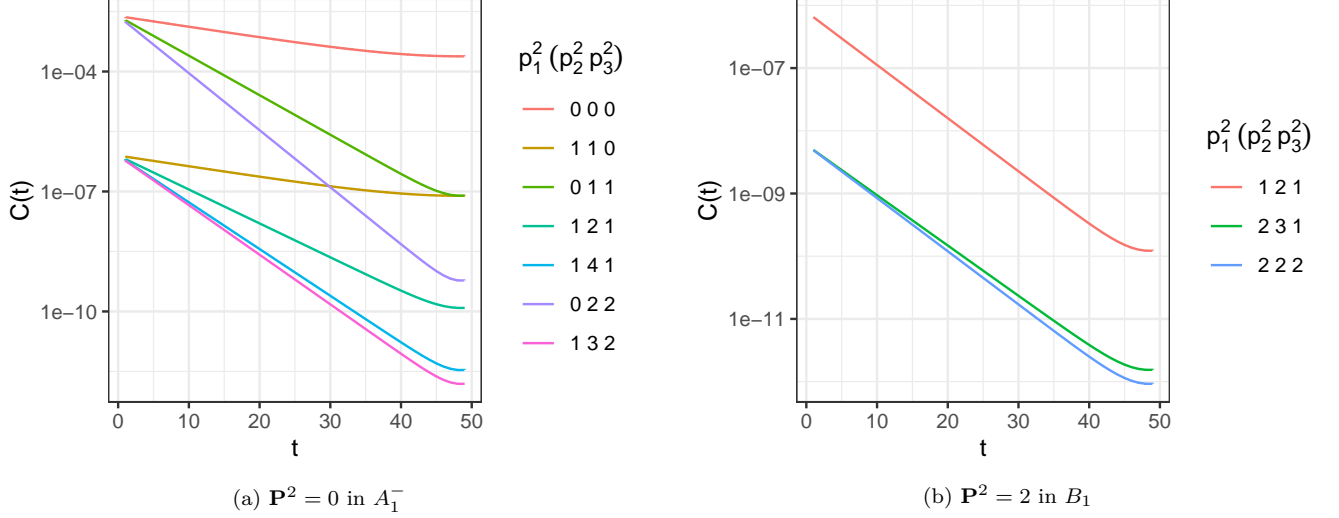 C(t)
1e−04
1e−07
1e−10
0 10 20 30 40 50
t
p₁² (p₂² p₃²)
0 0 0
1 1 0
0 1 1
1 2 1
1 4 1
0 2 2
1 3 2
(a) P² = 0 in A₁⁻
C(t)
1e−07
1e−09
1e−11
0 10 20 30 40 50
t
p₁² (p₂² p₃²)
1 2 1
2 3 1
2 2 2
(b) P² = 2 in B₁